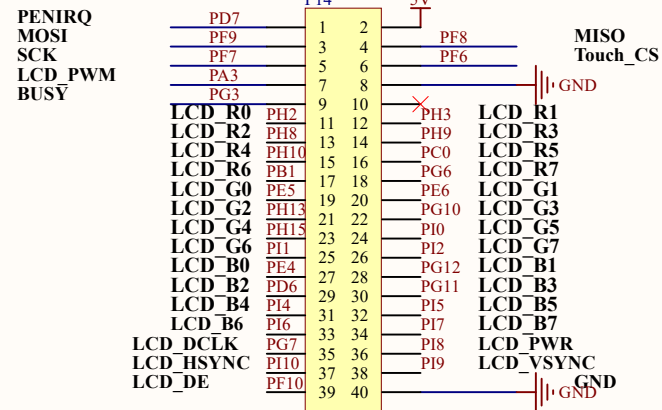 P14 5V
PENIRQ PD7 1 2
MOSI PF9 3 4 PF8 MISO
SCK PF7 5 6 PF6 Touch_CS
LCD_PWM PA3 7 8 GND
BUSY PG3 9 10
LCD_R0 PH2 11 12 PH3 LCD_R1
LCD_R2 PH8 13 14 PH9 LCD_R3
LCD_R4 PH10 15 16 PC0 LCD_R5
LCD_R6 PB1 17 18 PG6 LCD_R7
LCD_G0 PE5 19 20 PE6 LCD_G1
LCD_G2 PH13 21 22 PG10 LCD_G3
LCD_G4 PH15 23 24 PI0 LCD_G5
LCD_G6 PI1 25 26 PI2 LCD_G7
LCD_B0 PE4 27 28 PG12 LCD_B1
LCD_B2 PD6 29 30 PG11 LCD_B3
LCD_B4 PI4 31 32 PI5 LCD_B5
LCD_B6 PI6 33 34 PI7 LCD_B7
LCD_DCLK PG7 35 36 PI8 LCD_PWR
LCD_HSYNC PI10 37 38 PI9 LCD_VSYNC
LCD_DE PF10 39 40 GND GND